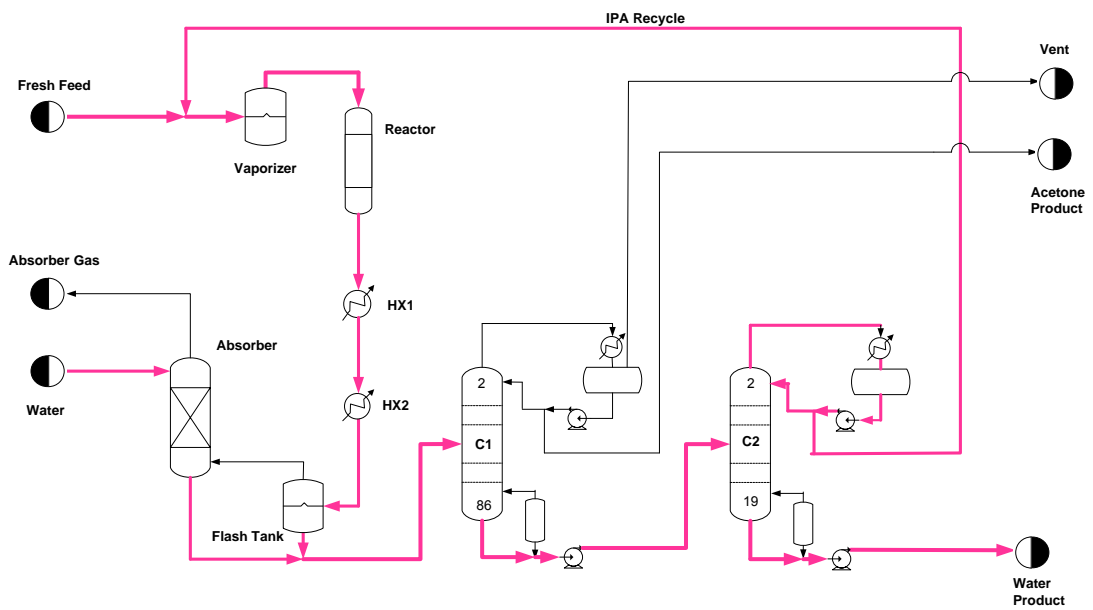 IPA Recycle
Vent
Fresh Feed
Reactor
Vaporizer
Acetone
Product
Absorber Gas
HX1
Absorber
2
2
Water
HX2
C1
C2
86
19
Flash Tank
Water
Product